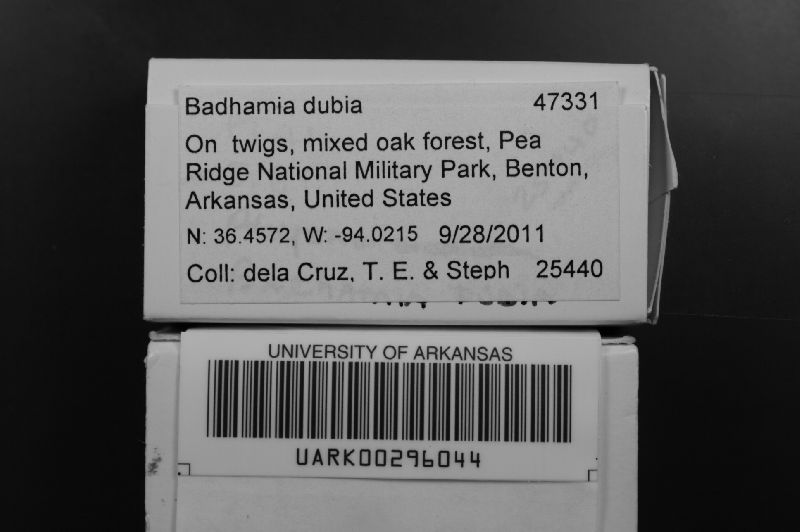 Badhamia dubia 47331
On twigs, mixed oak forest, Pea
Ridge National Military Park, Benton,
Arkansas, United States
N: 36.4572, W: -94.0215 9/28/2011
Coll: dela Cruz, T. E. & Steph 25440
UNIVERSITY OF ARKANSAS
UARK00296044